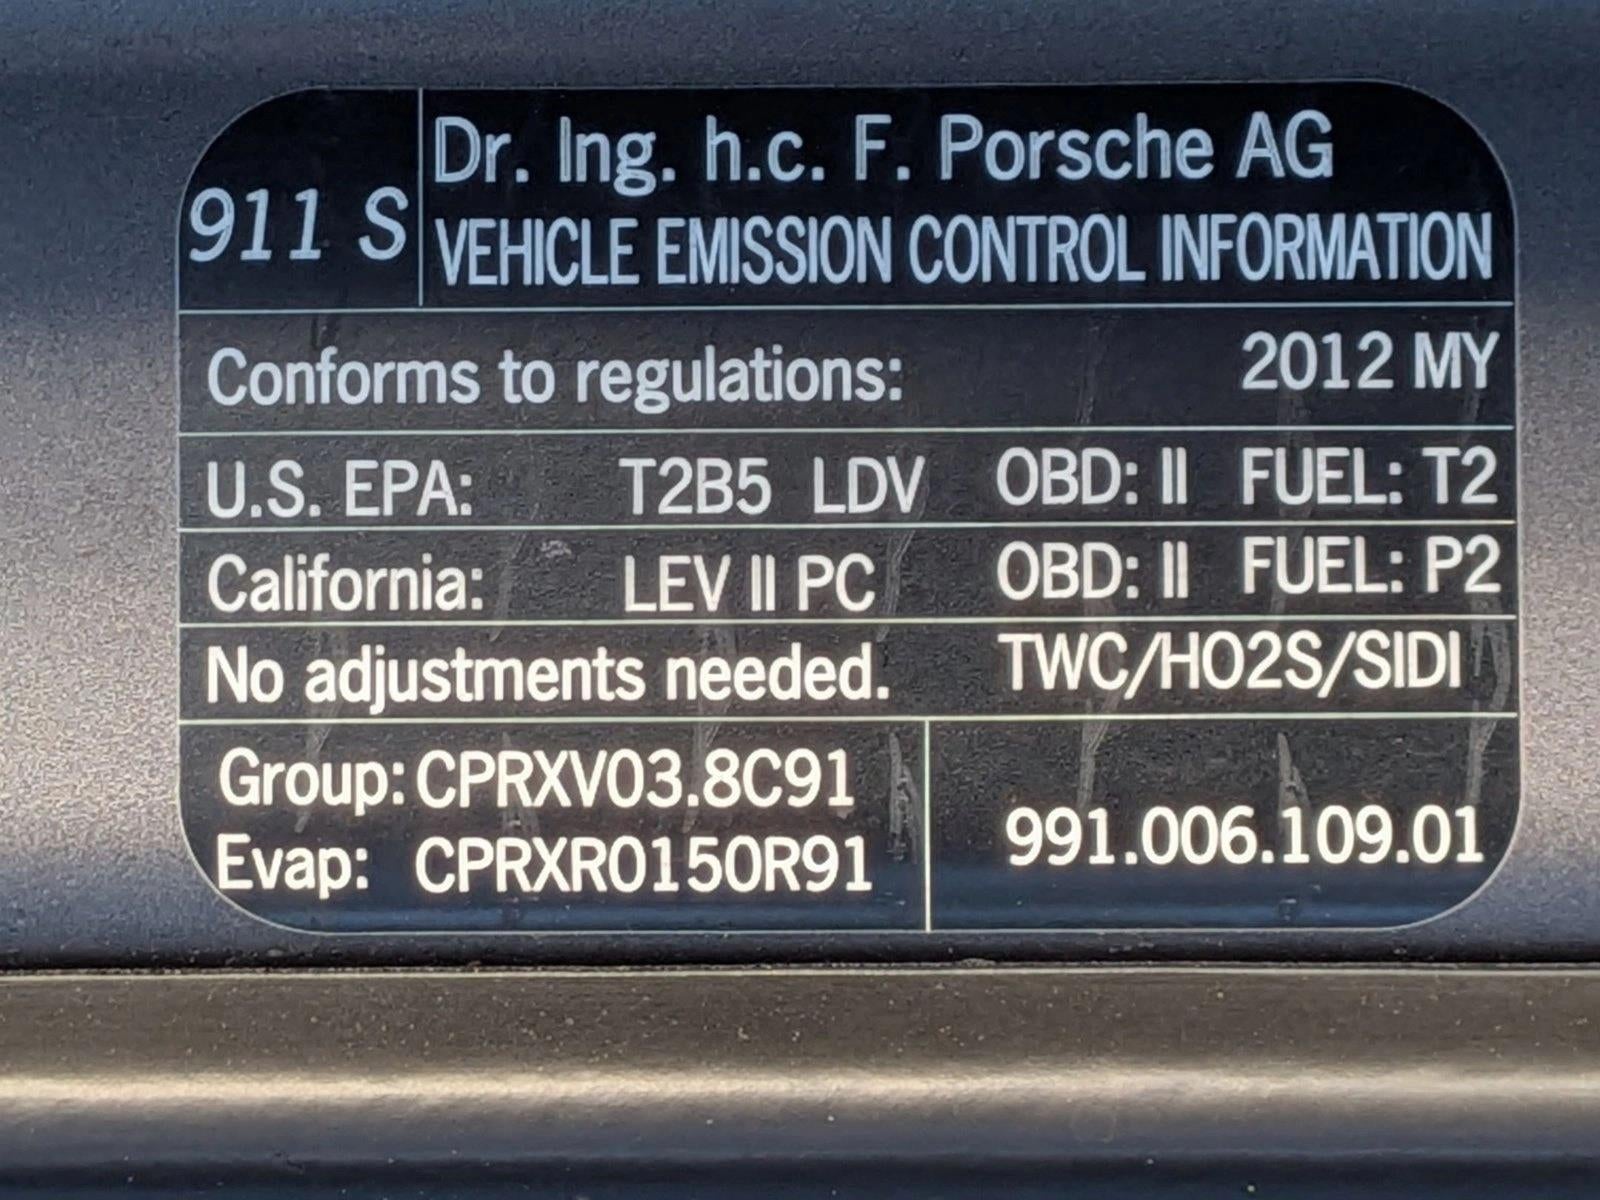 911 S
Dr. Ing. h.c. F. Porsche AG
VEHICLE EMISSION CONTROL INFORMATION
Conforms to regulations: 2012 MY
U.S. EPA: T2B5 LDV OBD: II FUEL: T2
California: LEV II PC OBD: II FUEL: P2
No adjustments needed. TWC/HO2S/SIDI
Group: CPRXV03.8C91
Evap: CPRXR0150R91
991.006.109.01